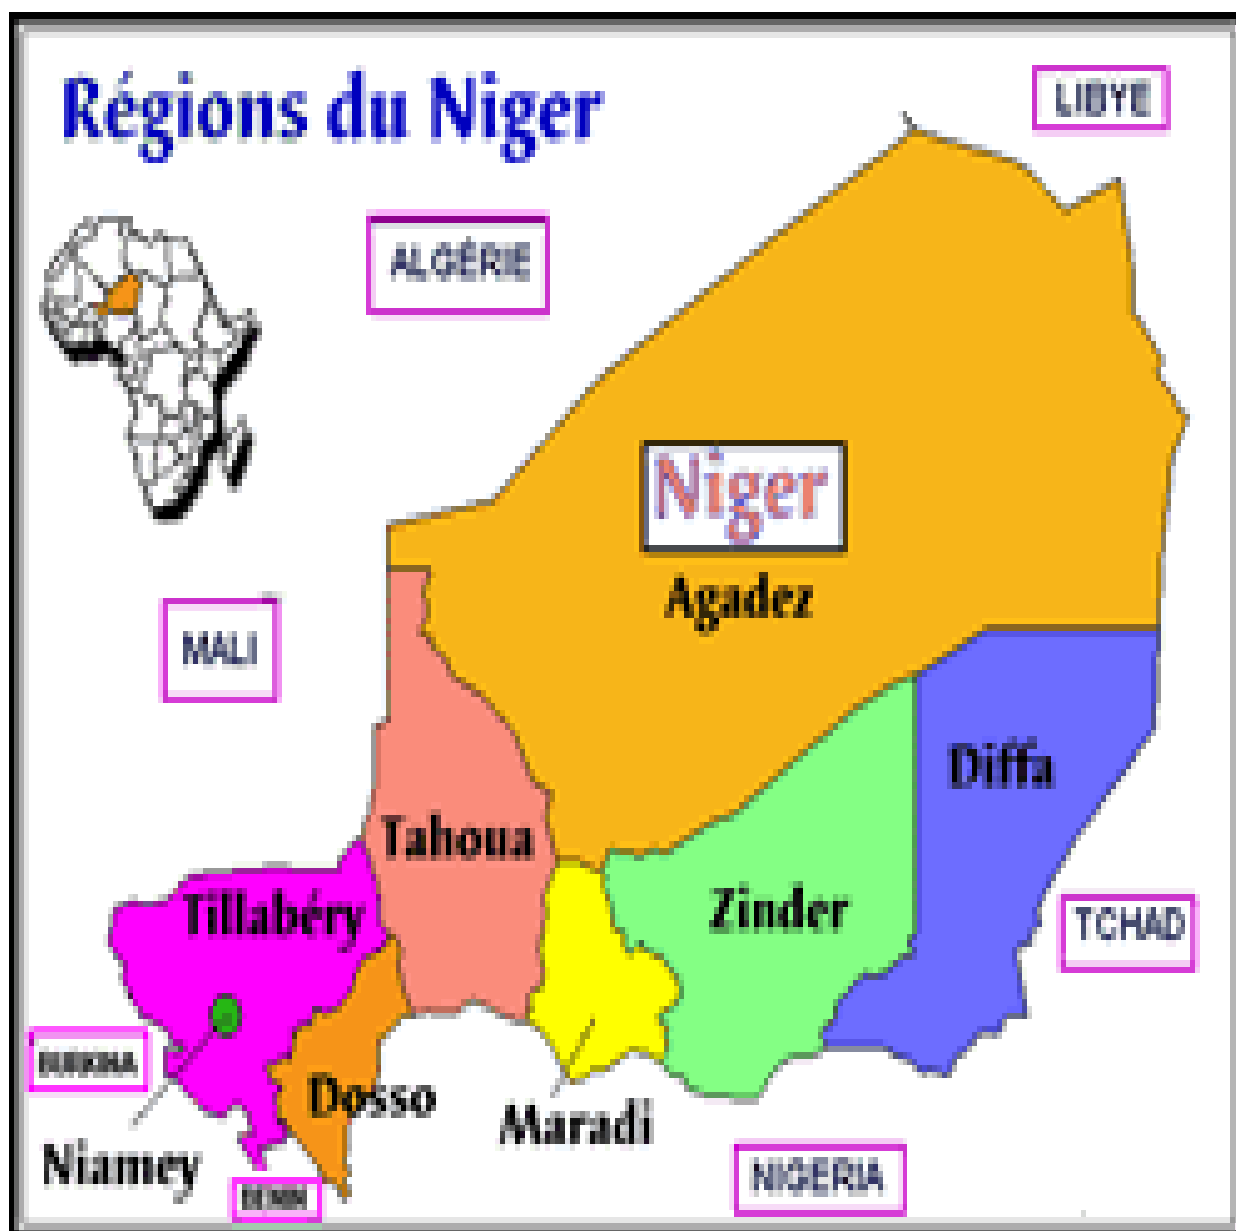 Régions du Niger
LIBYE
ALGÉRIE
Niger
Agadez
MALI
Diffa
Tahoua
Zinder
Tillabéry
TCHAD
BURKINA
Dosso
Maradi
Niamey
NIGERIA
BENIN